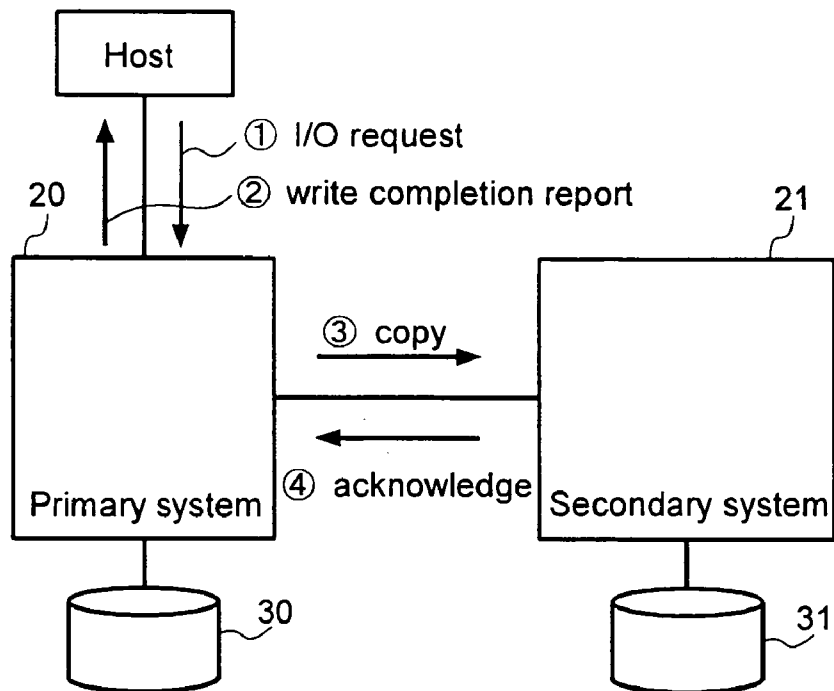 Host
① I/O request
② write completion report
20
21
③ copy
④ acknowledge
Primary system
Secondary system
30
31